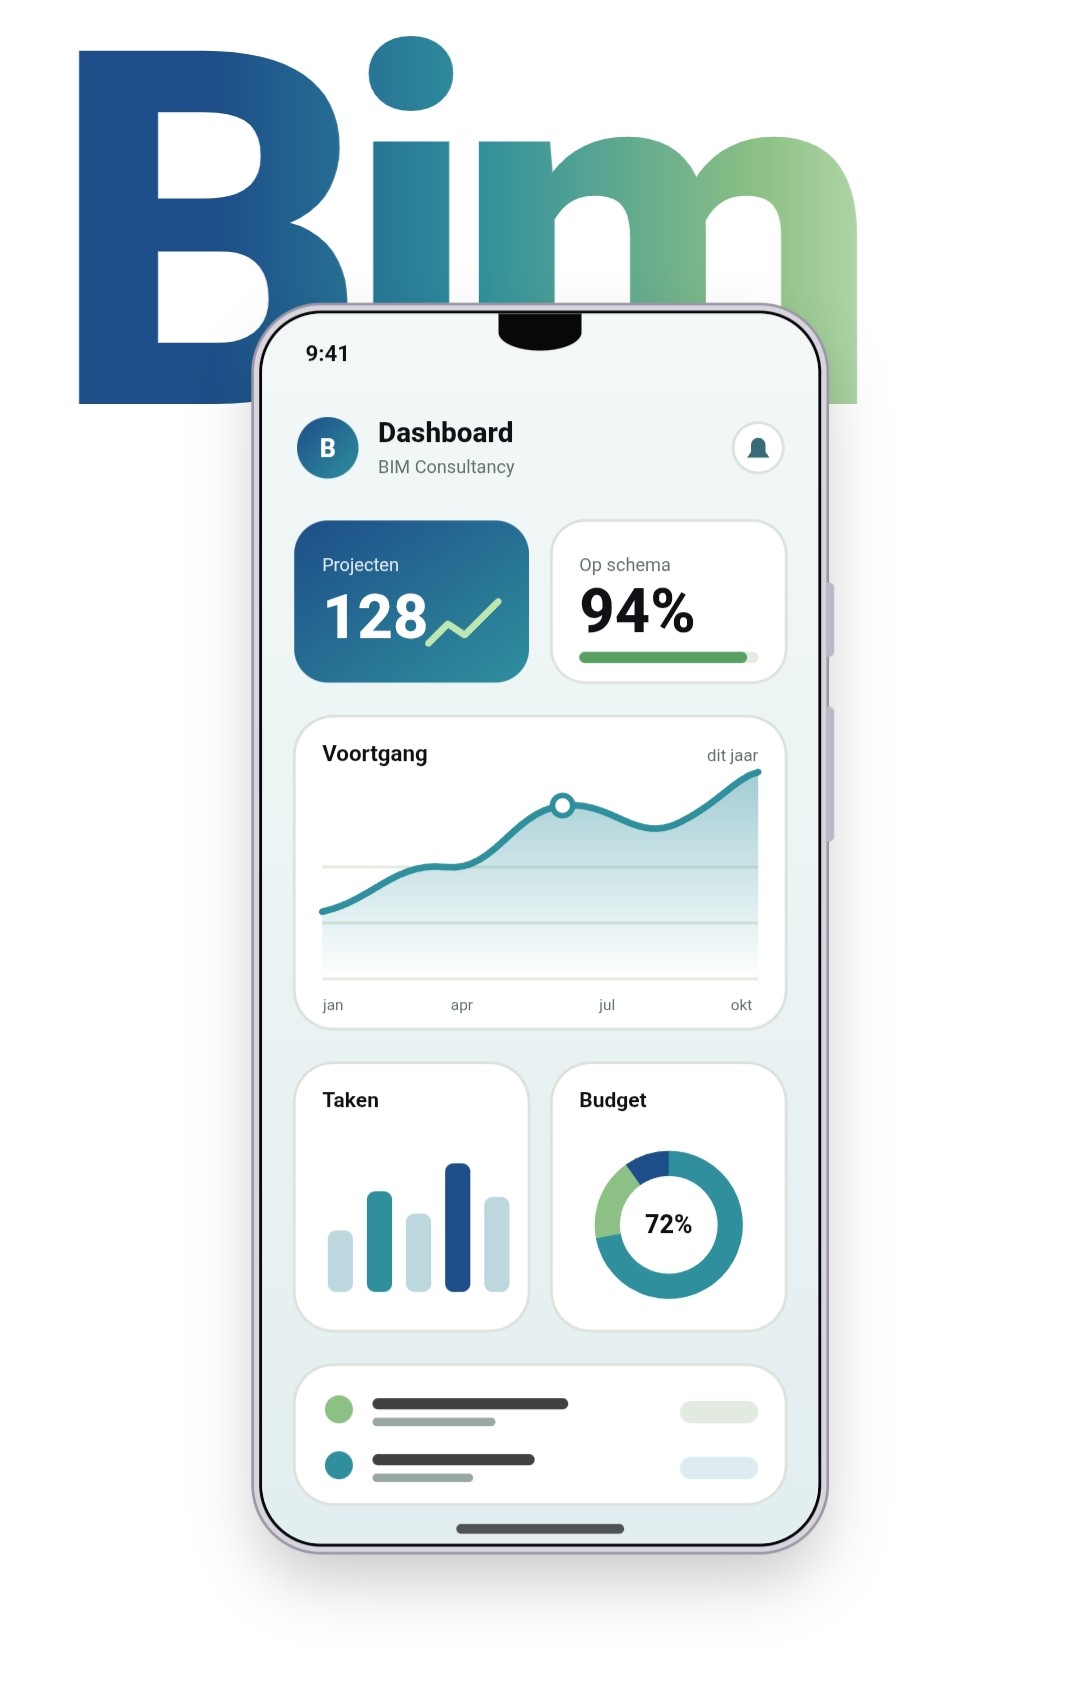 Bim
9:41
B
Dashboard
BIM Consultancy
Projecten
128
Op schema
94%
Voortgang
dit jaar
jan apr jul okt
Taken
Budget
72%